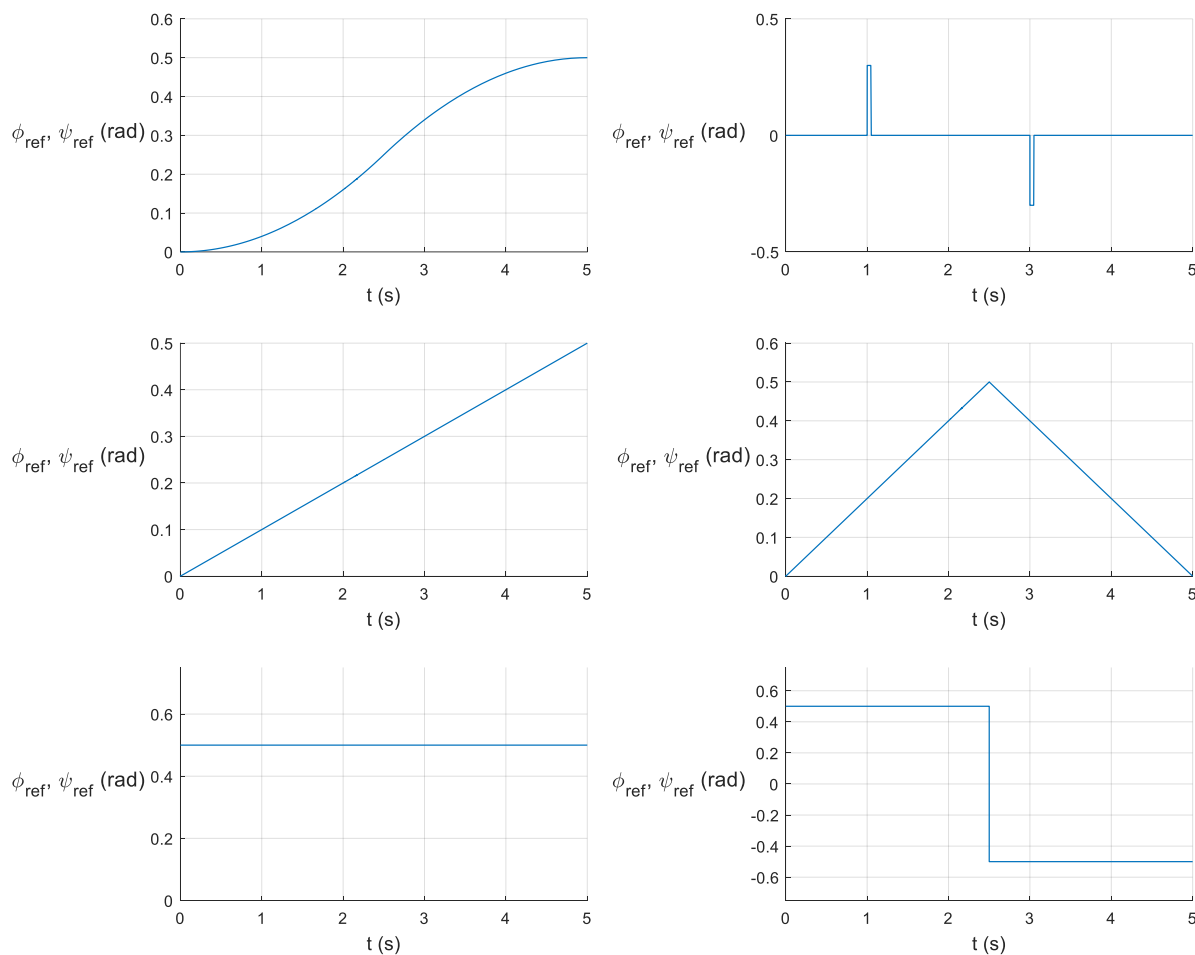 0.6
0.5
0.4
ϕref, ψref (rad) 0.3
0.2
0.1
0
0 1 2 3 4 5
t (s)
0.5
ϕref, ψref (rad) 0
-0.5
0 1 2 3 4 5
t (s)
0.5
0.4
0.3
ϕref, ψref (rad)
0.2
0.1
0
0 1 2 3 4 5
t (s)
0.6
0.5
0.4
ϕref, ψref (rad) 0.3
0.2
0.1
0
0 1 2 3 4 5
t (s)
0.6
0.4
ϕref, ψref (rad)
0.2
0
0 1 2 3 4 5
t (s)
0.6
0.4
0.2
ϕref, ψref (rad) 0
-0.2
-0.4
-0.6
0 1 2 3 4 5
t (s)